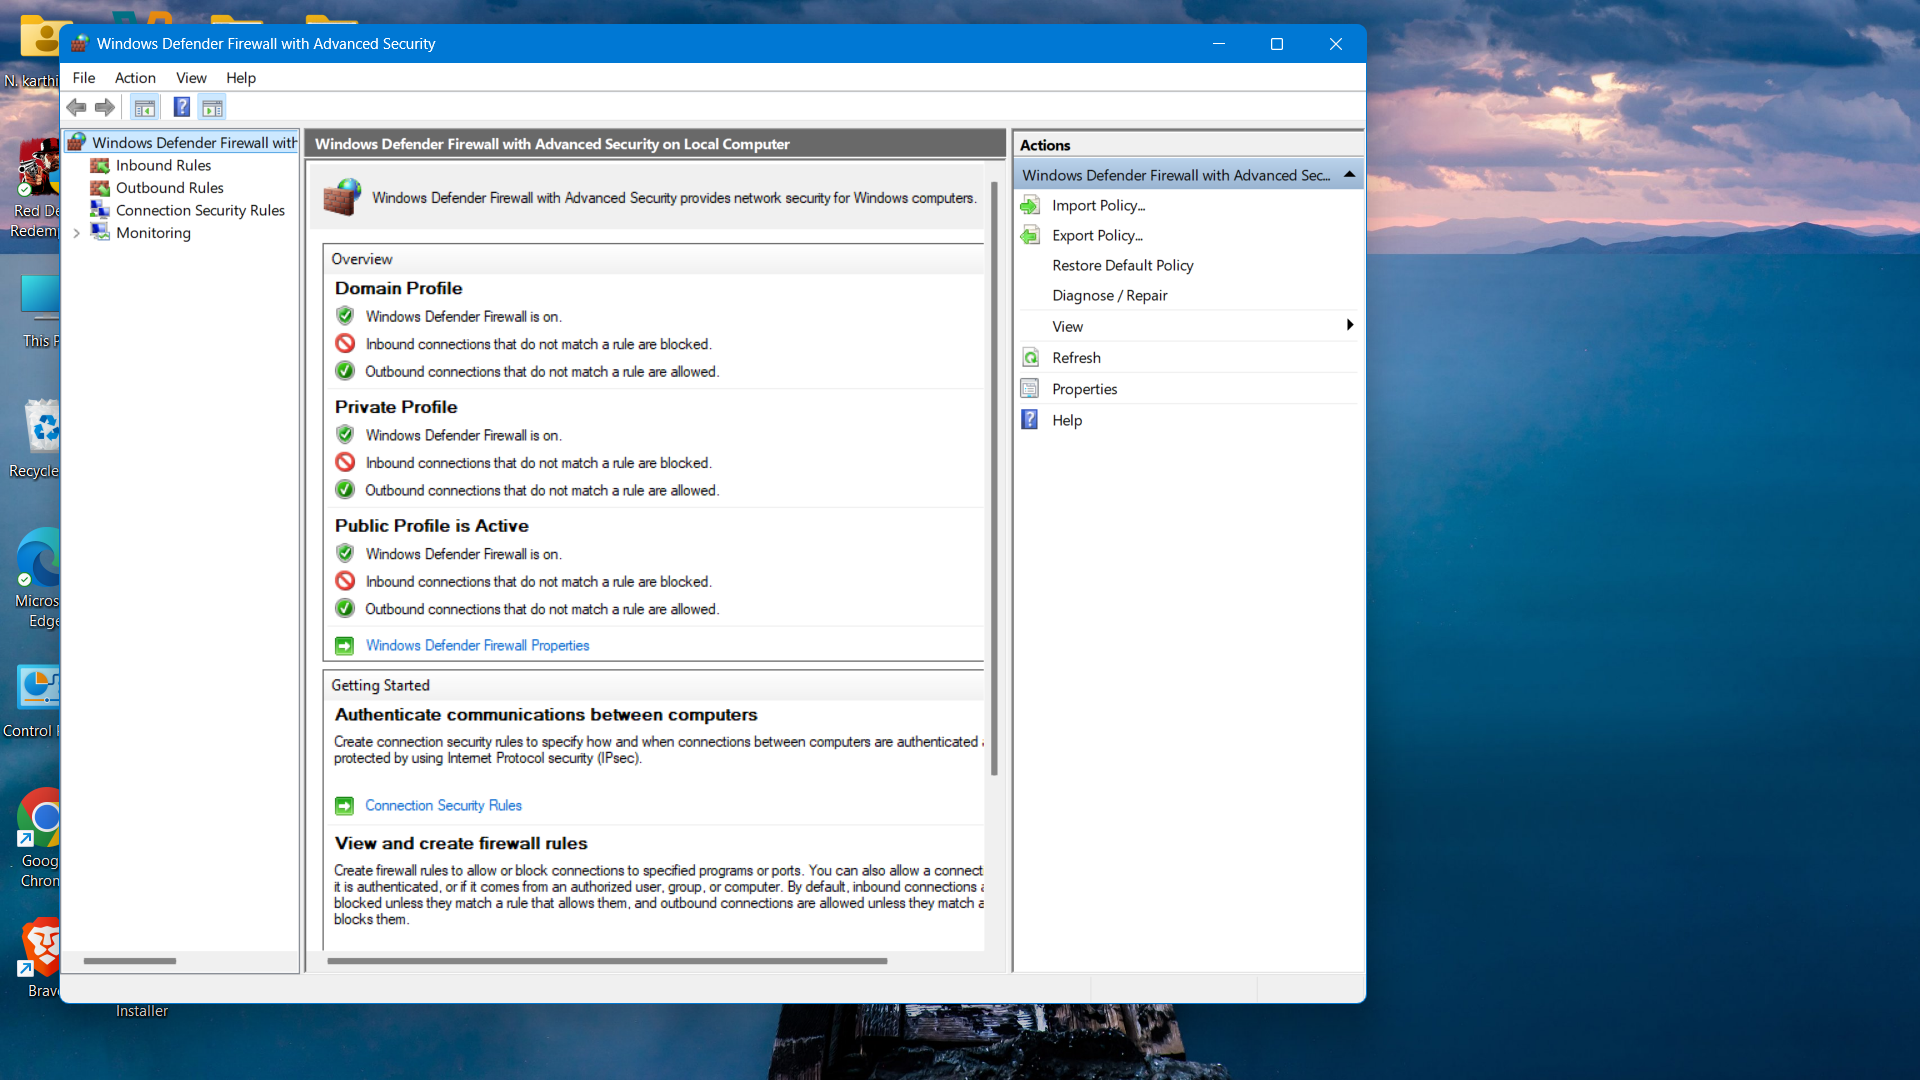 Windows Defender Firewall with Advanced Security
File Action View Help
Windows Defender Firewall with
Inbound Rules
Outbound Rules
Connection Security Rules
Monitoring
Windows Defender Firewall with Advanced Security on Local Computer
Windows Defender Firewall with Advanced Security provides network security for Windows computers.
Overview
Domain Profile
Windows Defender Firewall is on.
Inbound connections that do not match a rule are blocked.
Outbound connections that do not match a rule are allowed.
Private Profile
Windows Defender Firewall is on.
Inbound connections that do not match a rule are blocked.
Outbound connections that do not match a rule are allowed.
Public Profile is Active
Windows Defender Firewall is on.
Inbound connections that do not match a rule are blocked.
Outbound connections that do not match a rule are allowed.
Windows Defender Firewall Properties
Getting Started
Authenticate communications between computers
Create connection security rules to specify how and when connections between computers are authenticated
protected by using Internet Protocol security (IPsec).
Connection Security Rules
View and create firewall rules
Create firewall rules to allow or block connections to specified programs or ports. You can also allow a connect
it is authenticated, or if it comes from an authorized user, group, or computer. By default, inbound connections
blocked unless they match a rule that allows them, and outbound connections are allowed unless they match a
blocks them.
Actions
Windows Defender Firewall with Advanced Sec...
Import Policy...
Export Policy...
Restore Default Policy
Diagnose / Repair
View
Refresh
Properties
Help
N. karthi
Red De
Redemp
This P
Recycle
Micros
Edge
Control
Goog
Chron
Brave
Installer